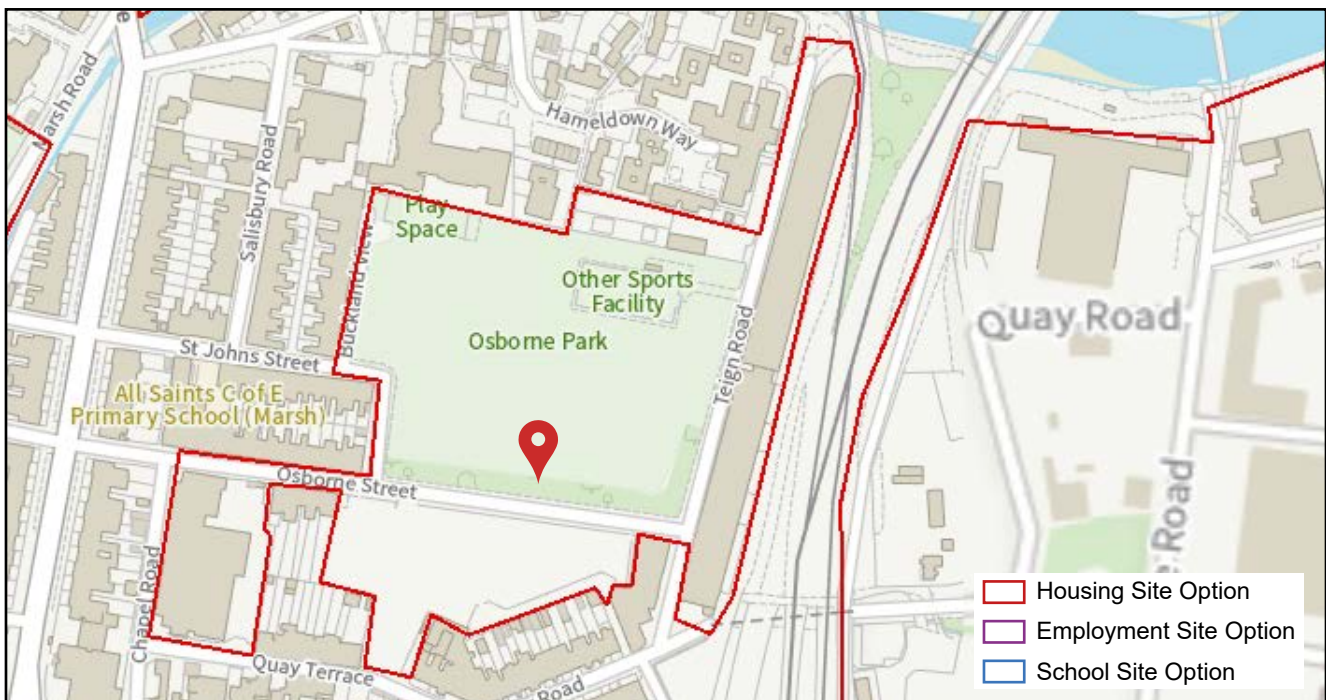 Marsh Road
Salisbury Road
Hameldown Way
Play
Space
Buckland View
Other Sports
Facility
Osborne Park
Quay Road
Teign Road
St Johns Street
All Saints C of E
Primary School (Marsh)
Osborne Street
Chapel Road
Quay Terrace
Road
Road
Housing Site Option
Employment Site Option
School Site Option